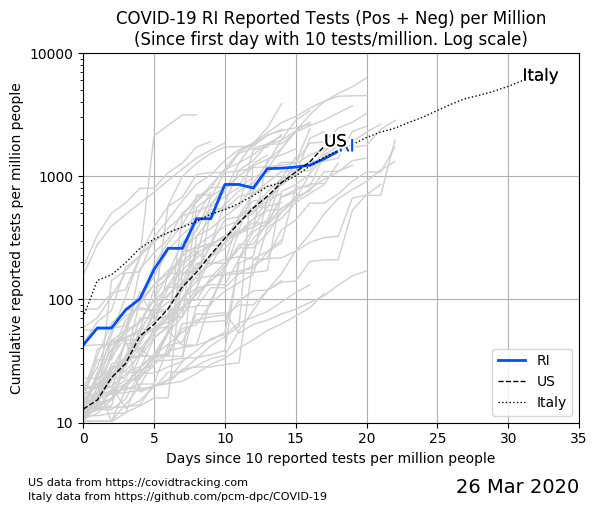 COVID-19 RI Reported Tests (Pos + Neg) per Million
(Since first day with 10 tests/million. Log scale)
Cumulative reported tests per million people
10000
1000
100
10
Italy
US
RI
RI
US
Italy
0 5 10 15 20 25 30 35
Days since 10 reported tests per million people
US data from https://covidtracking.com
Italy data from https://github.com/pcm-dpc/COVID-19
26 Mar 2020